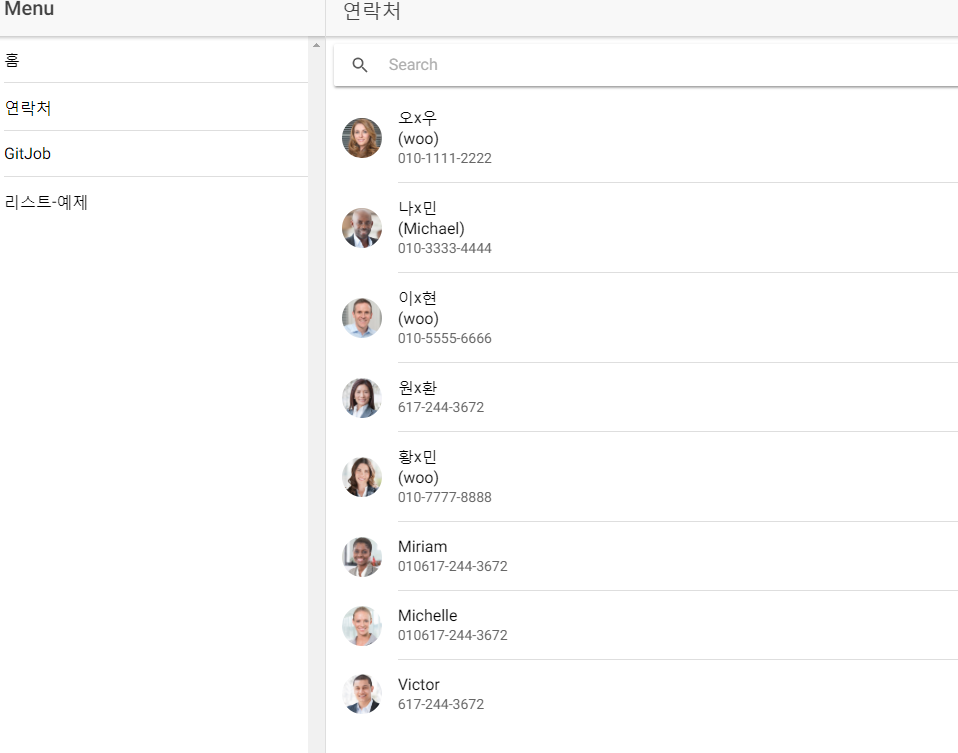 Menu
홈
연락처
GitJob
리스트-예제
연락처
Search
오x우
(woo)
010-1111-2222
나x민
(Michael)
010-3333-4444
이x현
(woo)
010-5555-6666
원x환
617-244-3672
황x민
(woo)
010-7777-8888
Miriam
010617-244-3672
Michelle
010617-244-3672
Victor
617-244-3672